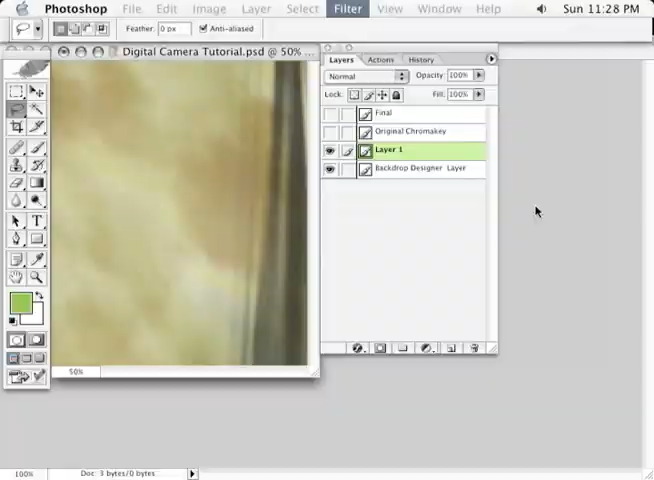 Photoshop File Edit Image Layer Select Filter View Window Help Sun 11:28 PM
Feather: 0 px Anti-aliased
Digital Camera Tutorial.psd @ 50% ...
Layers Actions History
Normal Opacity: 100%
Lock: Fill: 100%
Final
Original Chromakey
Layer 1
Backdrop Designer Layer
T
50%
100% Doc: 3 bytes/0 bytes